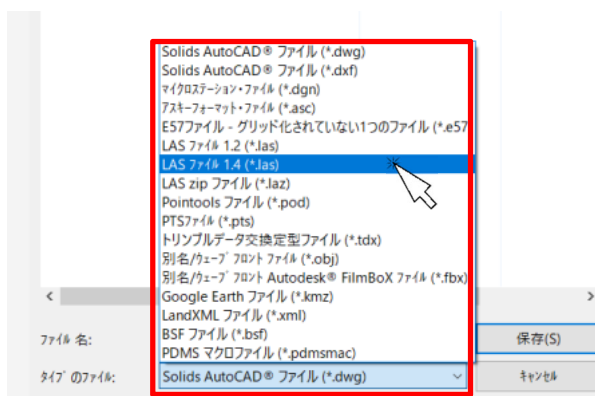 Solids AutoCAD® ファイル (*.dwg)
Solids AutoCAD® ファイル (*.dxf)
マイクロステーション・ファイル (*.dgn)
アスキーフォーマット・ファイル (*.asc)
E57ファイル - グリッド化されていない1つのファイル (*.e57
LAS ファイル 1.2 (*.las)
LAS ファイル 1.4 (*.las)
LAS zip ファイル (*.laz)
Pointools ファイル (*.pod)
PTSファイル (*.pts)
トリンブルデータ交換定型ファイル (*.tdx)
別名/ウェーブ フロント ファイル (*.obj)
別名/ウェーブ フロント Autodesk® FilmBoX ファイル (*.fbx)
Google Earth ファイル (*.kmz)
LandXML ファイル (*.xml)
BSF ファイル (*.bsf)
PDMS マクロファイル (*.pdmsmac)
ファイル 名:
保存(S)
タイプ のファイル:
Solids AutoCAD® ファイル (*.dwg)
キャンセル